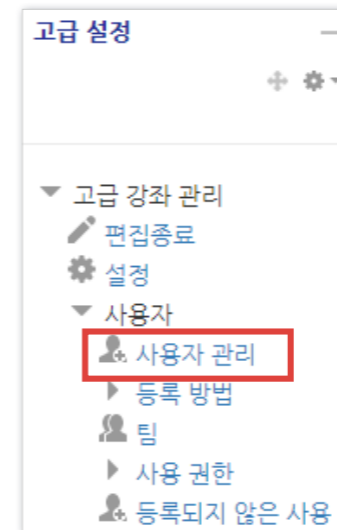 고급 설정
고급 강좌 관리
편집종료
설정
사용자
사용자 관리
등록 방법
팀
사용 권한
등록되지 않은 사용